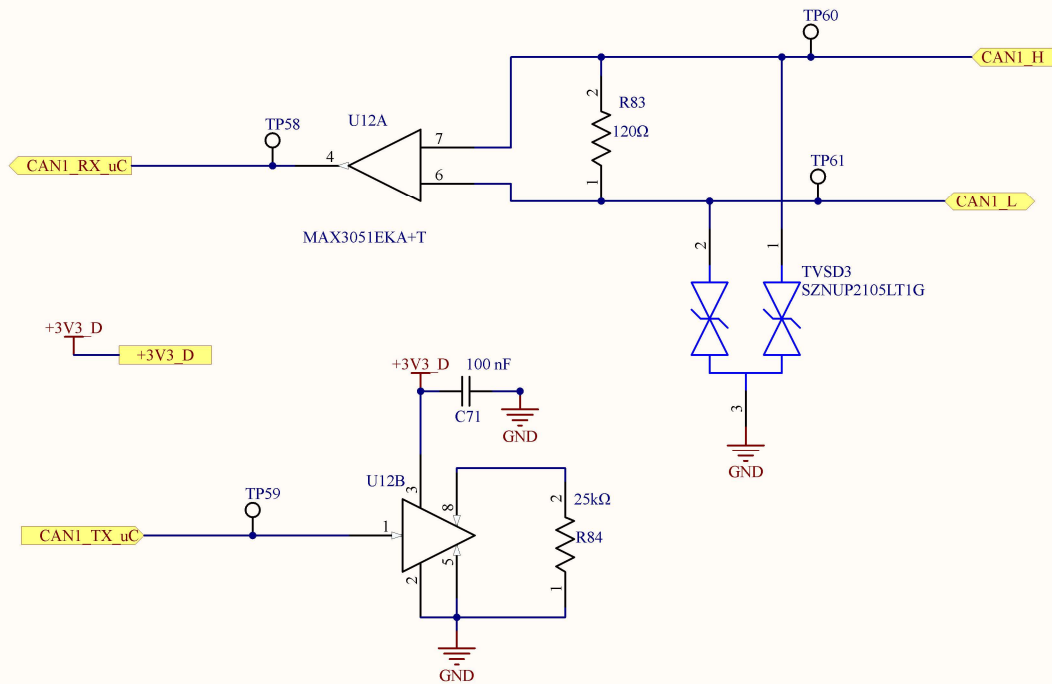 TP60
CAN1_H
R83
120Ω
2
1
U12A
TP58
7
4
CAN1_RX_uC
6
TP61
CAN1_L
MAX3051EKA+T
2
1
TVSD3
SZNUP2105LT1G
3
GND
+3V3_D
+3V3_D
+3V3_D
100 nF
C71
GND
U12B
3
8
TP59
1
CAN1_TX_uC
2
5
25kΩ
2
R84
1
GND